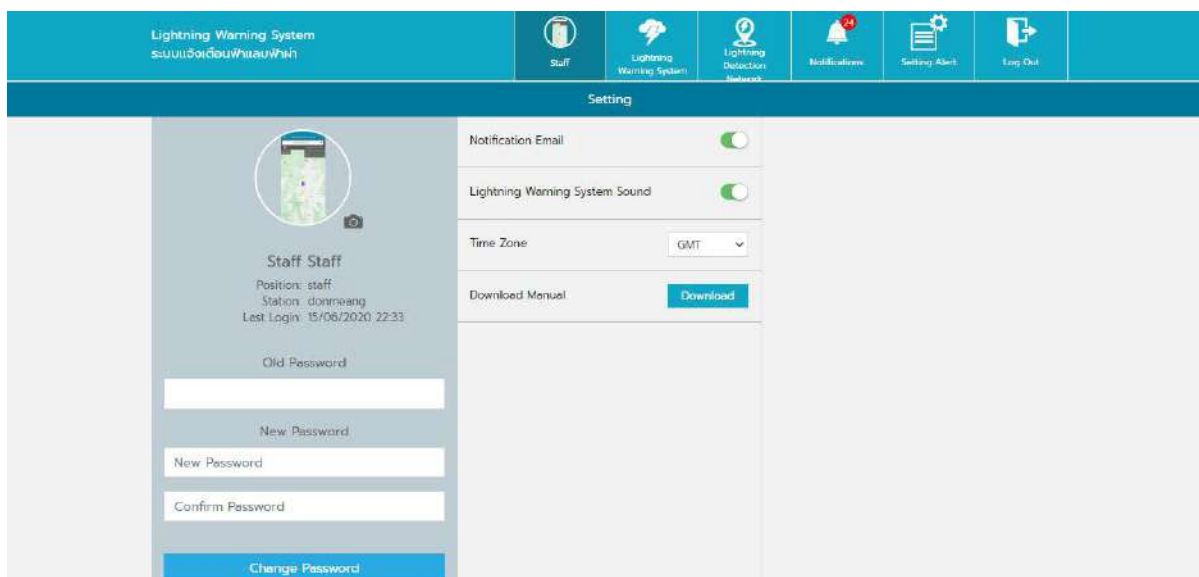 Lightning Warning System
ระบบแจ้งเตือนฟ้าแลบฟ้าผ่า
Staff
Lightning
Warning System
Lightning
Detection
Network
24
Notifications
Setting Alert
Log Out
Setting
Staff Staff
Position: staff
Station: donmeang
Last Login: 15/06/2020 22:33
Old Password
New Password
New Password
Confirm Password
Change Password
Notification Email
Lightning Warning System Sound
Time Zone
GMT
Download Manual
Download